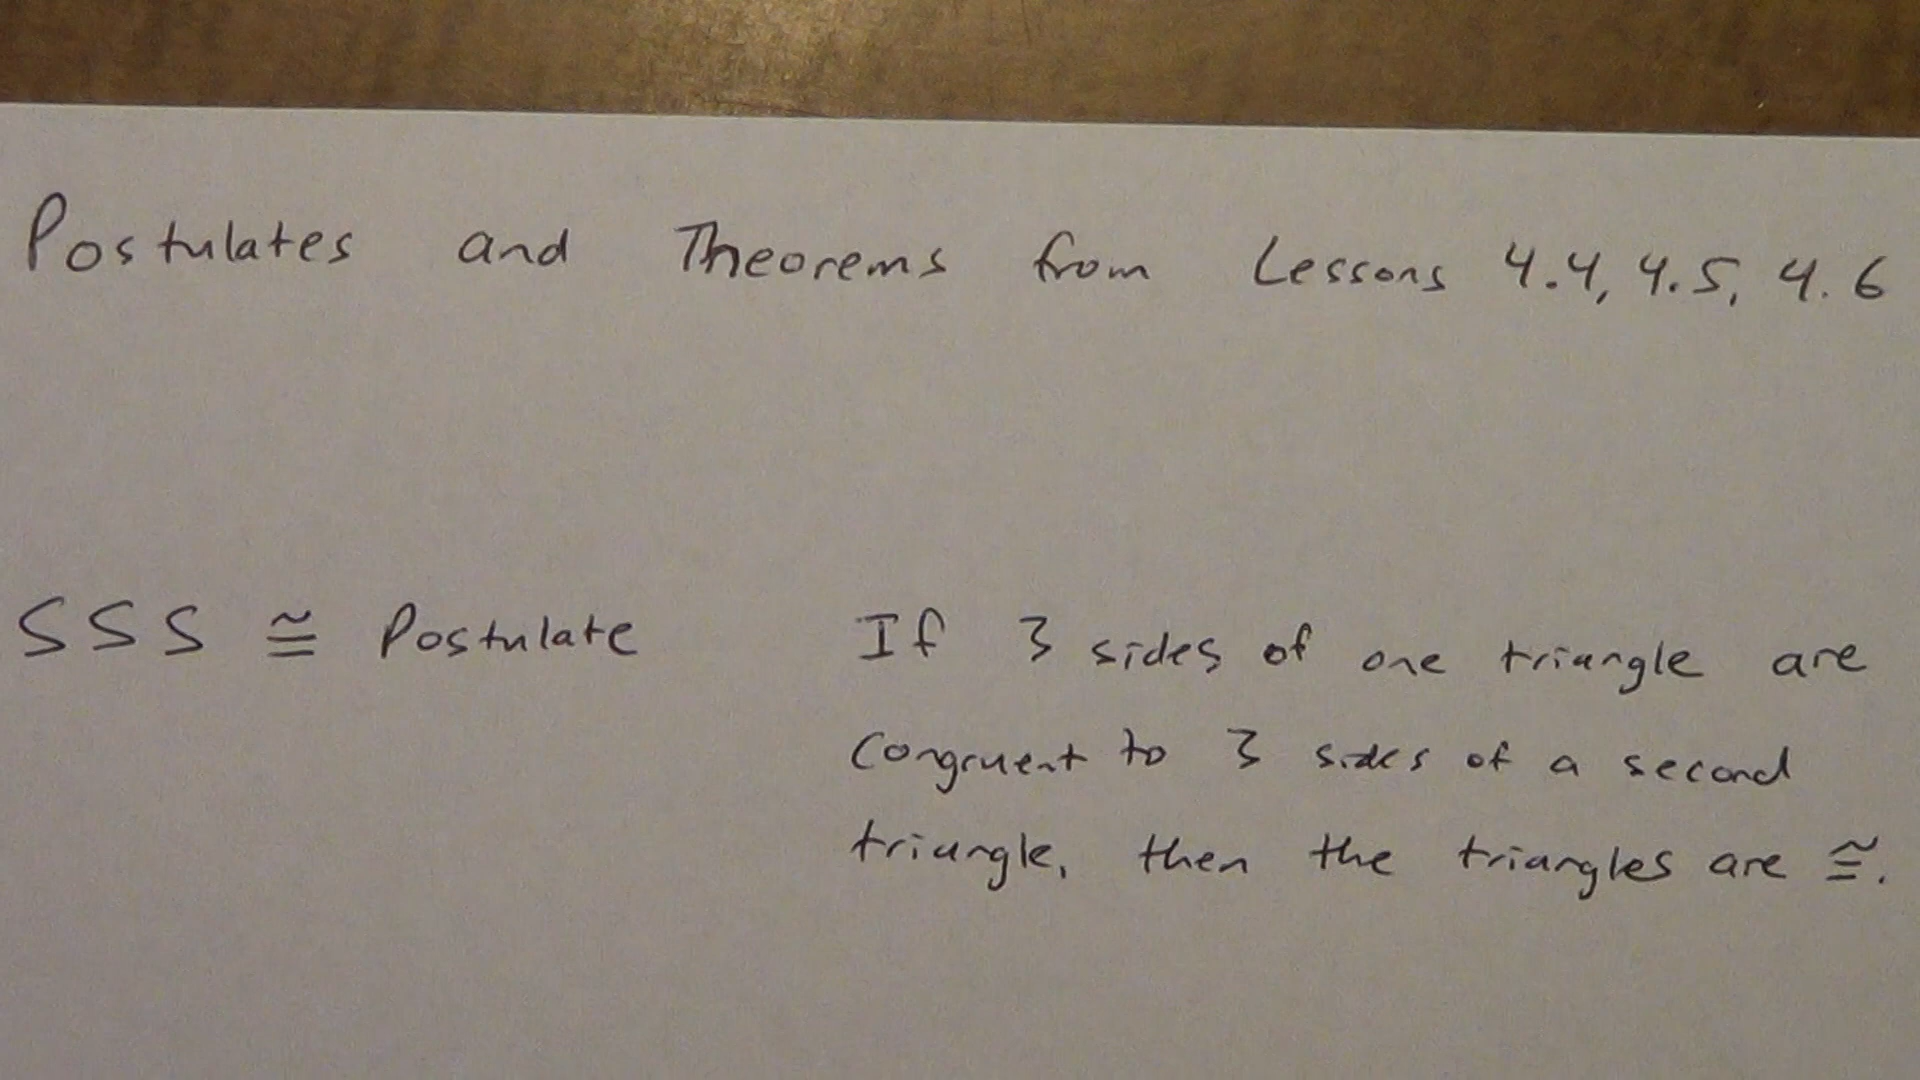 Postulates and Theorems from Lessons 4.4, 4.5, 4.6
SSS ≅ Postulate If 3 sides of one triangle are
congruent to 3 sides of a second
triangle, then the triangles are ≅.